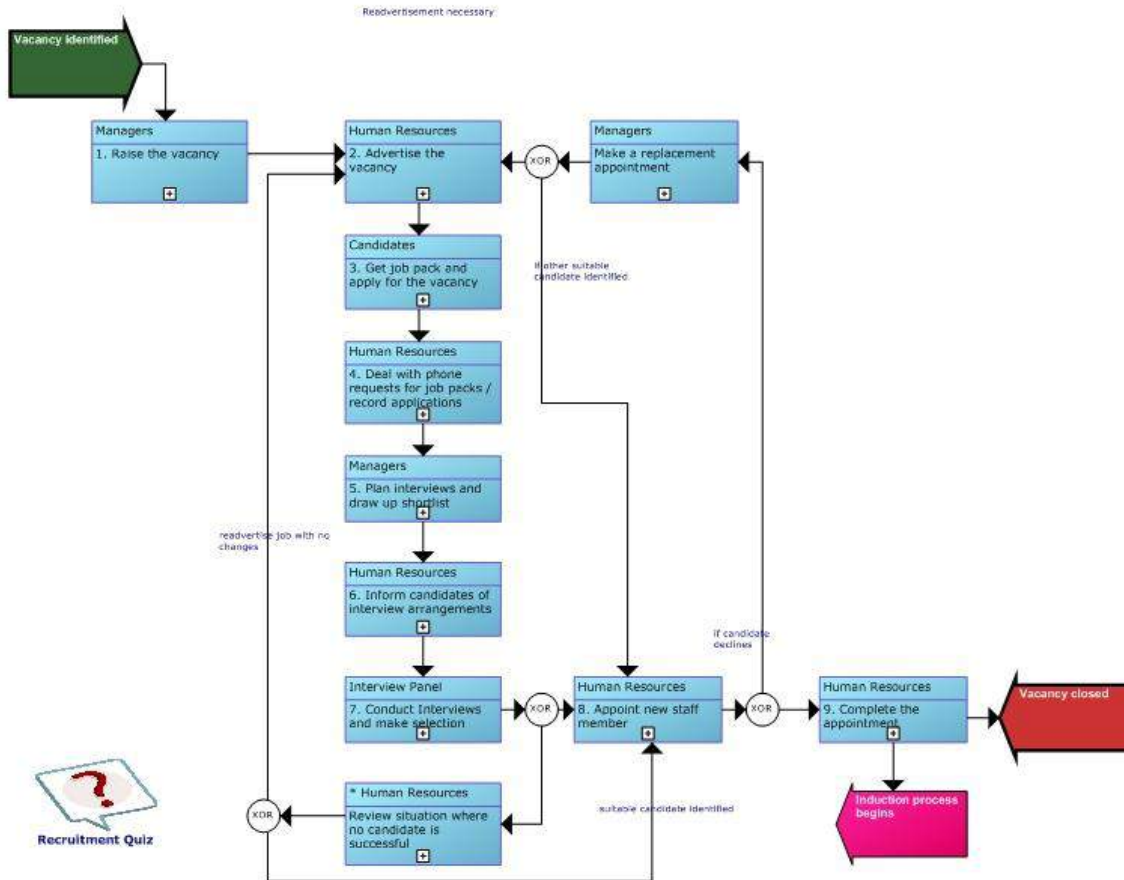 Readvertisement necessary
Vacancy identified
Managers
1. Raise the vacancy
Human Resources
2. Advertise the
vacancy
XOR
Managers
Make a replacement
appointment
Candidates
3. Get job pack and
apply for the vacancy
if other suitable
candidate identified
Human Resources
4. Deal with phone
requests for job packs /
record applications
Managers
5. Plan interviews and
draw up shortlist
readvertise job with no
changes
Human Resources
6. Inform candidates of
interview arrangements
if candidate
declines
Interview Panel
7. Conduct Interviews
and make selection
XOR
Human Resources
8. Appoint new staff
member
XOR
Human Resources
9. Complete the
appointment
Vacancy closed
XOR
* Human Resources
Review situation where
no candidate is
successful
suitable candidate identified
Induction process
begins
?
Recruitment Quiz